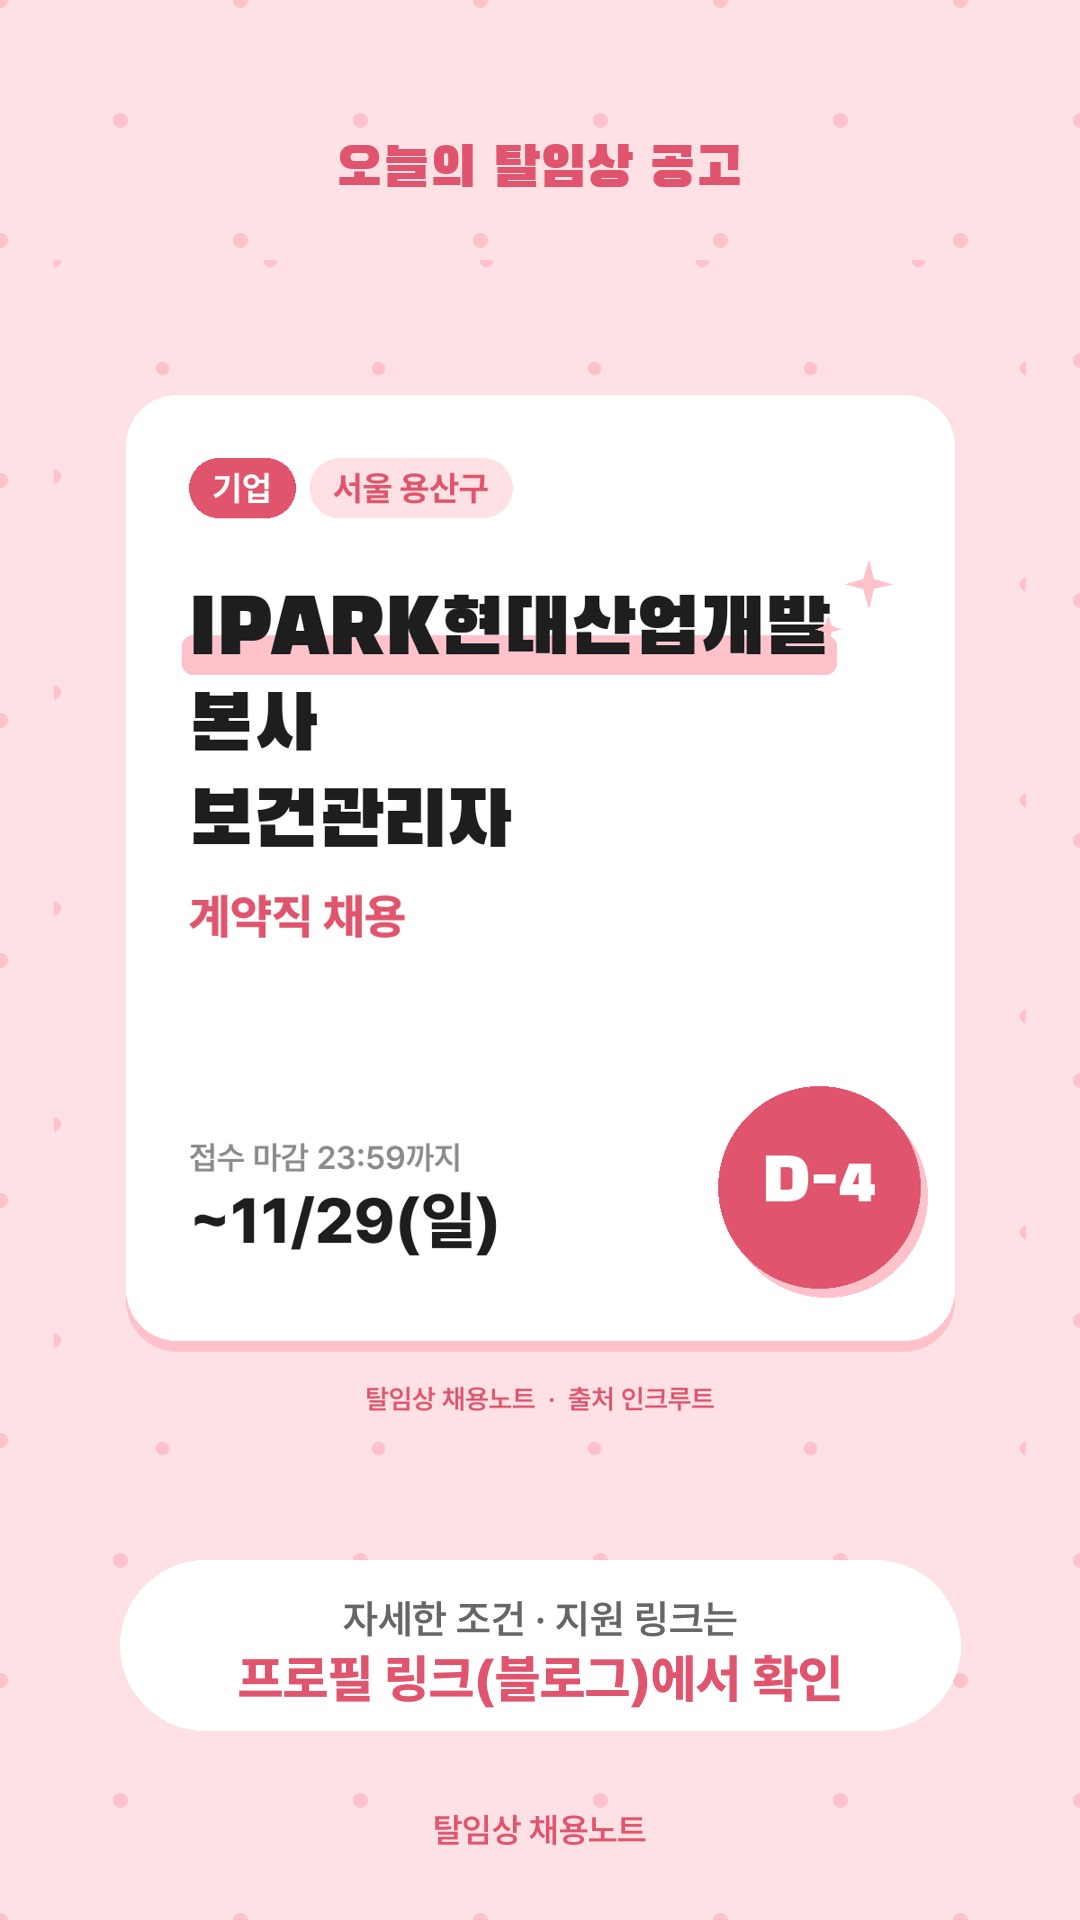 오늘의 탈임상 공고
기업 서울 용산구
IPARK현대산업개발
본사
보건관리자
계약직 채용
접수 마감 23:59까지
~11/29(일)
D-4
탈임상 채용노트 · 출처 인크루트
자세한 조건 · 지원 링크는
프로필 링크(블로그)에서 확인
탈임상 채용노트